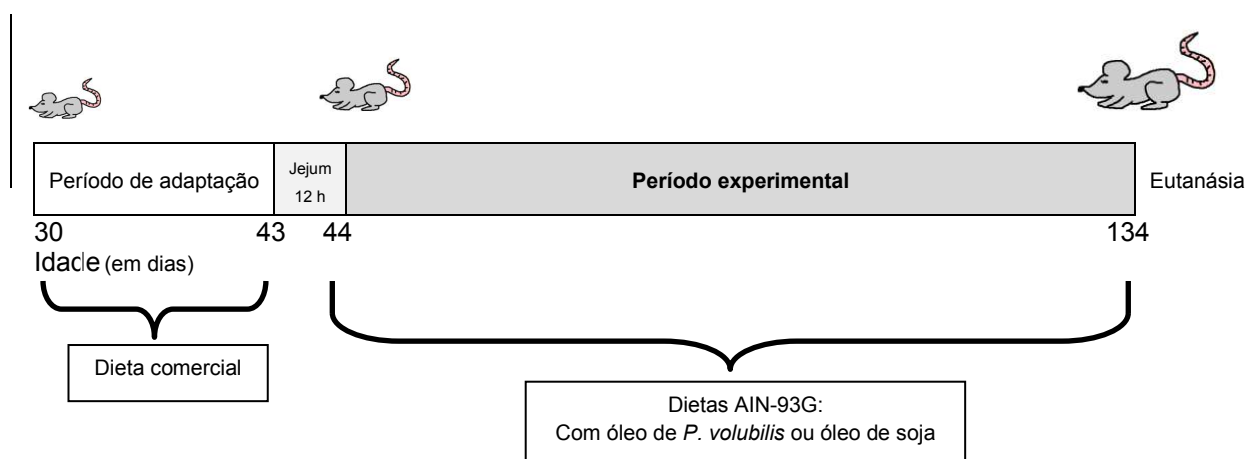 Período de adaptação
Jejum
12 h
Período experimental
Eutanásia
30
43
44
134
Idade (em dias)
Dieta comercial
Dietas AIN-93G:
Com óleo de P. volubilis ou óleo de soja